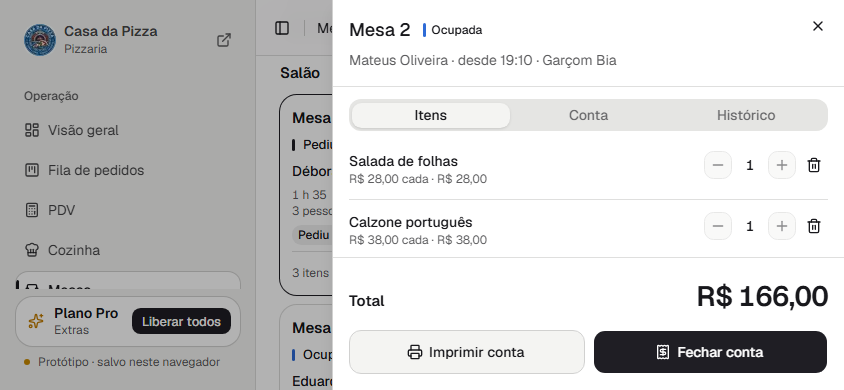 Casa da Pizza
Pizzaria
Operação
Visão geral
Fila de pedidos
PDV
Cozinha
Mesas
Plano Pro
Extras
Liberar todos
Protótipo · salvo neste navegador
Me
Salão
Mesa
Pediu
Débor
1 h 35
3 pesso
Pediu
3 itens
Mesa
Ocup
Eduard
Mesa 2
Ocupada
Mateus Oliveira · desde 19:10 · Garçom Bia
Itens
Conta
Histórico
Salada de folhas
R$ 28,00 cada · R$ 28,00
1
Calzone português
R$ 38,00 cada · R$ 38,00
1
Total
R$ 166,00
Imprimir conta
Fechar conta